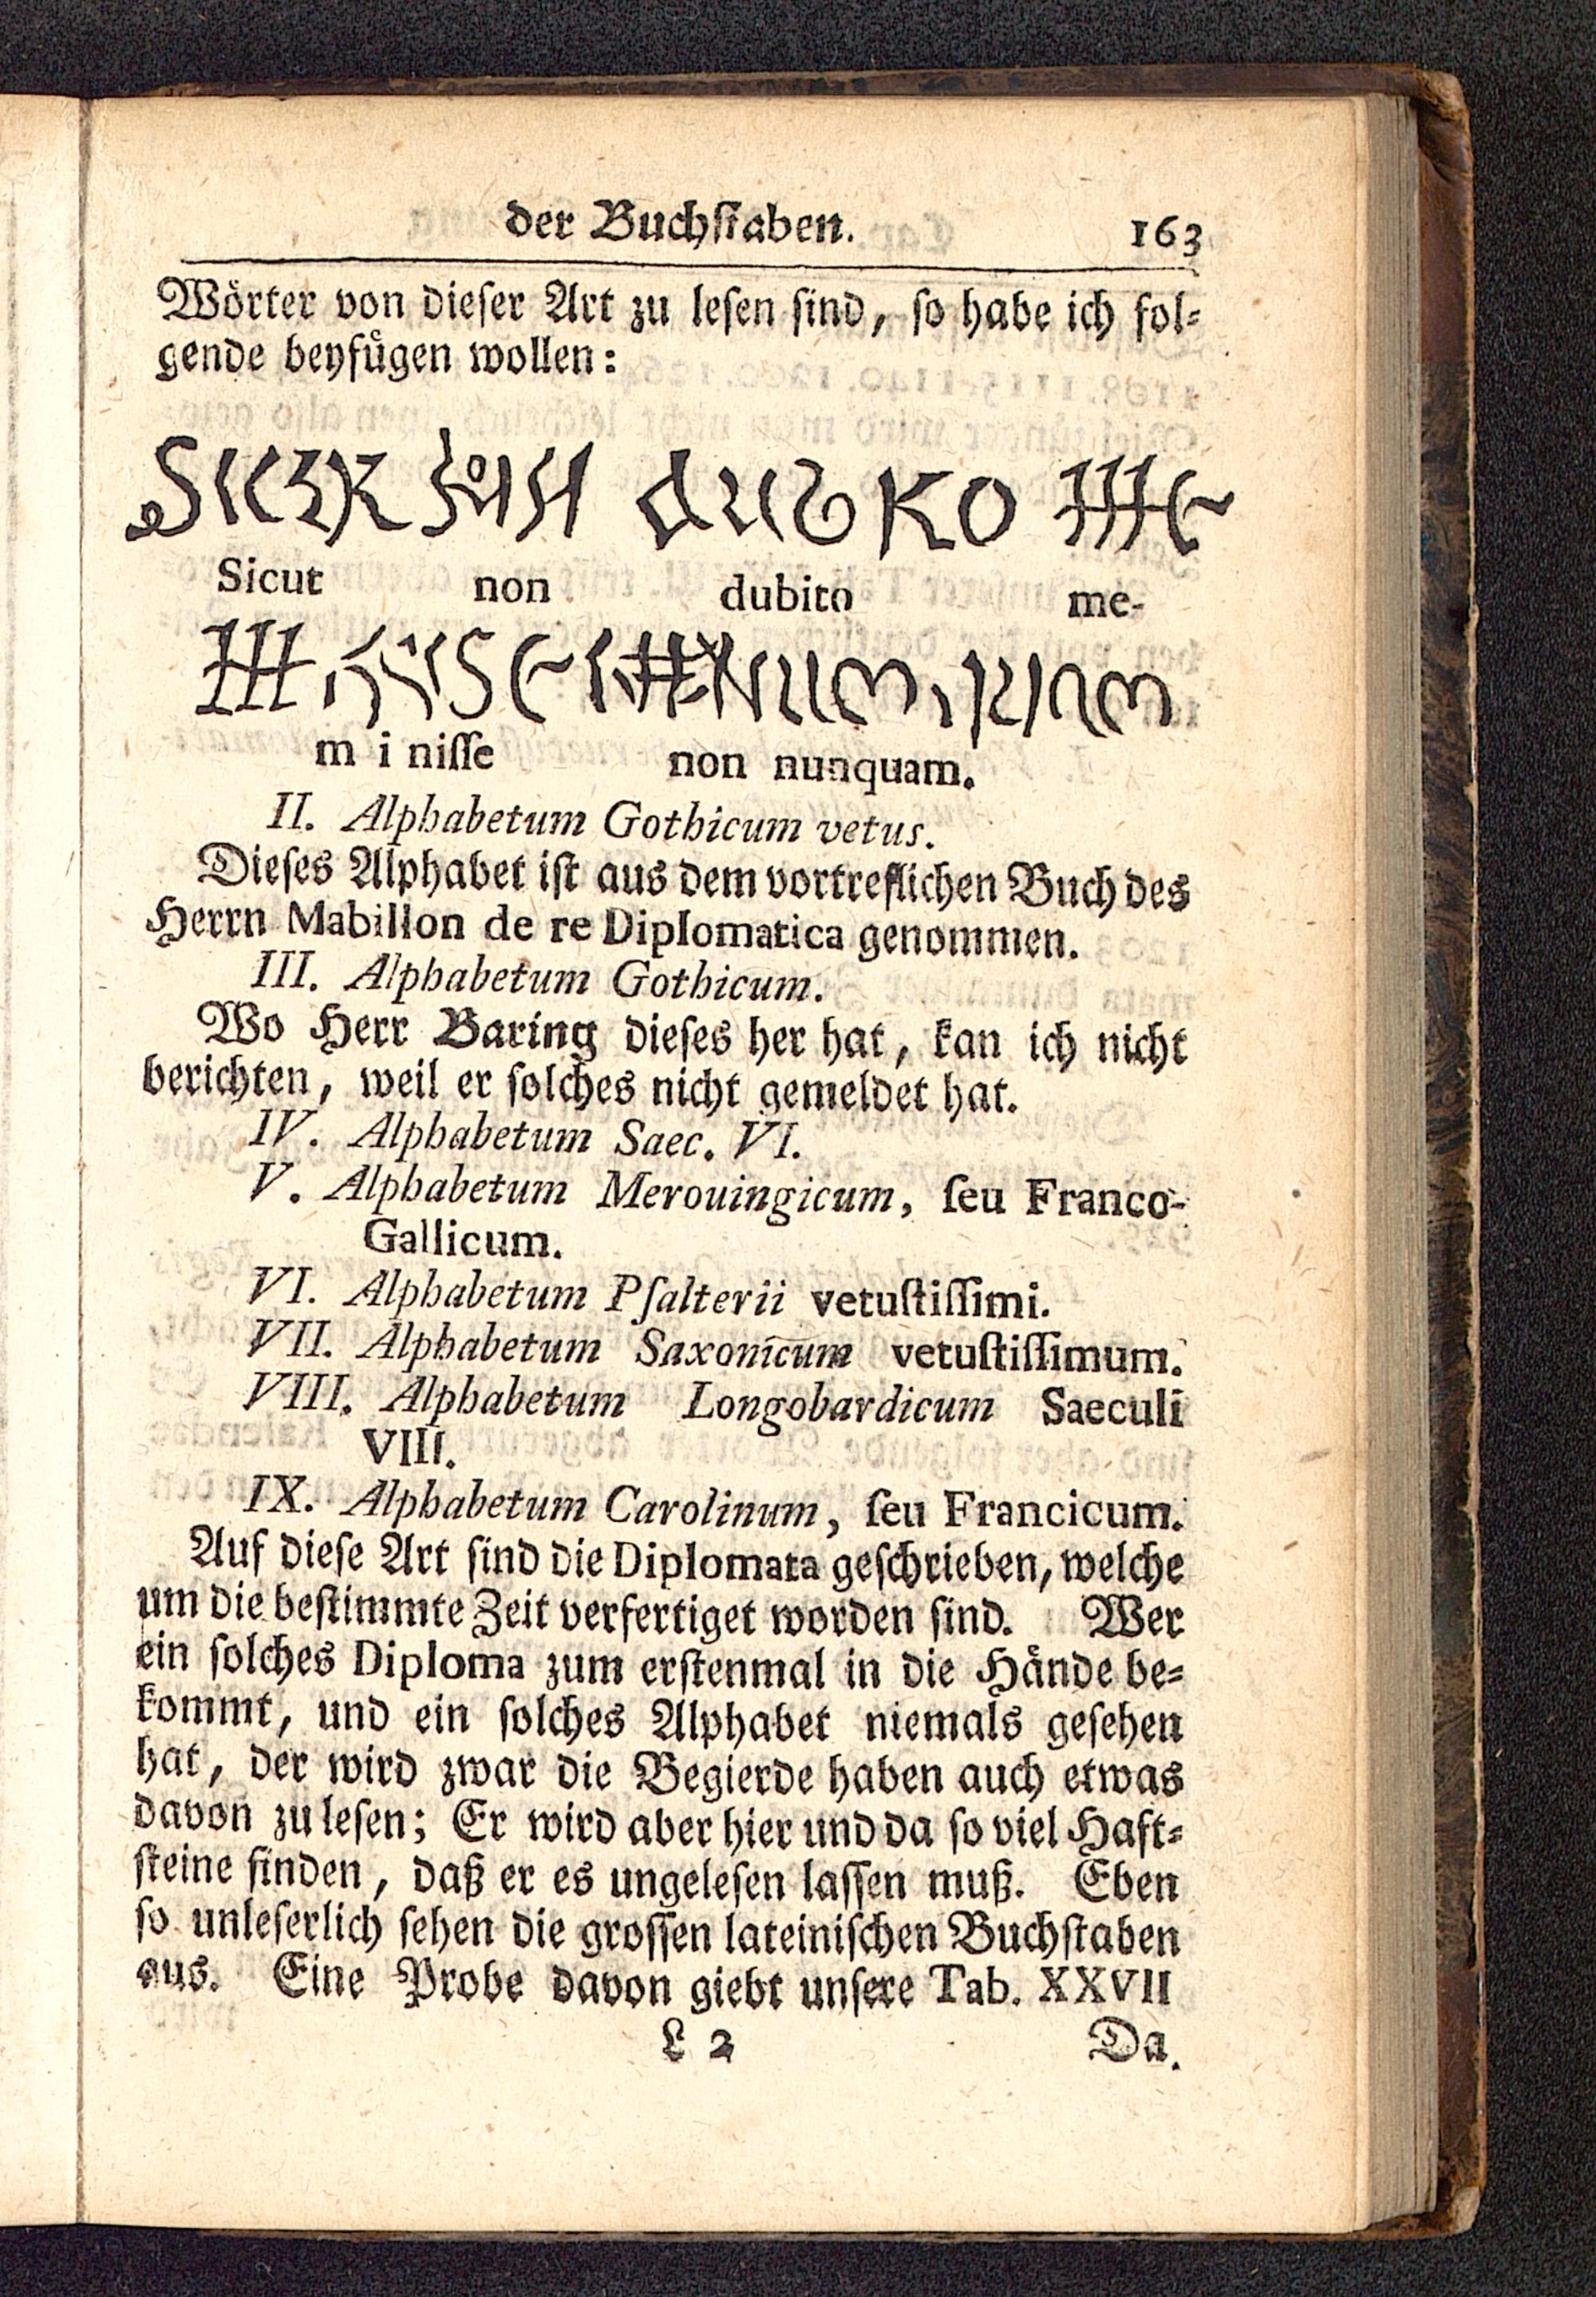 der Buchſtaben. 163
Wörter von dieſer Art zu leſen ſind, ſo habe ich fol⸗
gende beyfügen wollen:
Sicut non dubito me-
m i niſſe non nunquam.
II. Alphabetum Gothicum vetus.
Dieſes Alphabet iſt aus dem vortreflichen Buch des
Herrn Mabillon de re Diplomatica genommen.
III. Alphabetum Gothicum.
Wo Herr Baring dieſes her hat, kan ich nicht
berichten, weil er ſolches nicht gemeldet hat.
IV. Alphabetum Saec. VI.
V. Alphabetum Merouingicum, ſeu Franco-
Gallicum.
VI. Alphabetum Pſalterii vetuſtiſſimi.
VII. Alphabetum Saxonicum vetuſtiſſimum.
VIII. Alphabetum Longobardicum Saeculi
VIII.
IX. Alphabetum Carolinum, ſeu Francicum.
Auf dieſe Art ſind die Diplomata geſchrieben, welche
um die beſtimmte Zeit verfertiget worden ſind. Wer
ein ſolches Diploma zum erſtenmal in die Hände be⸗
kommt, und ein ſolches Alphabet niemals geſehen
hat, der wird zwar die Begierde haben auch etwas
davon zu leſen; Er wird aber hier und da ſo viel Haft⸗
ſteine finden, daß er es ungeleſen laſſen muß. Eben
ſo unleſerlich ſehen die groſſen lateiniſchen Buchſtaben
aus. Eine Probe davon giebt unſere Tab. XXVII
L 2 Da.